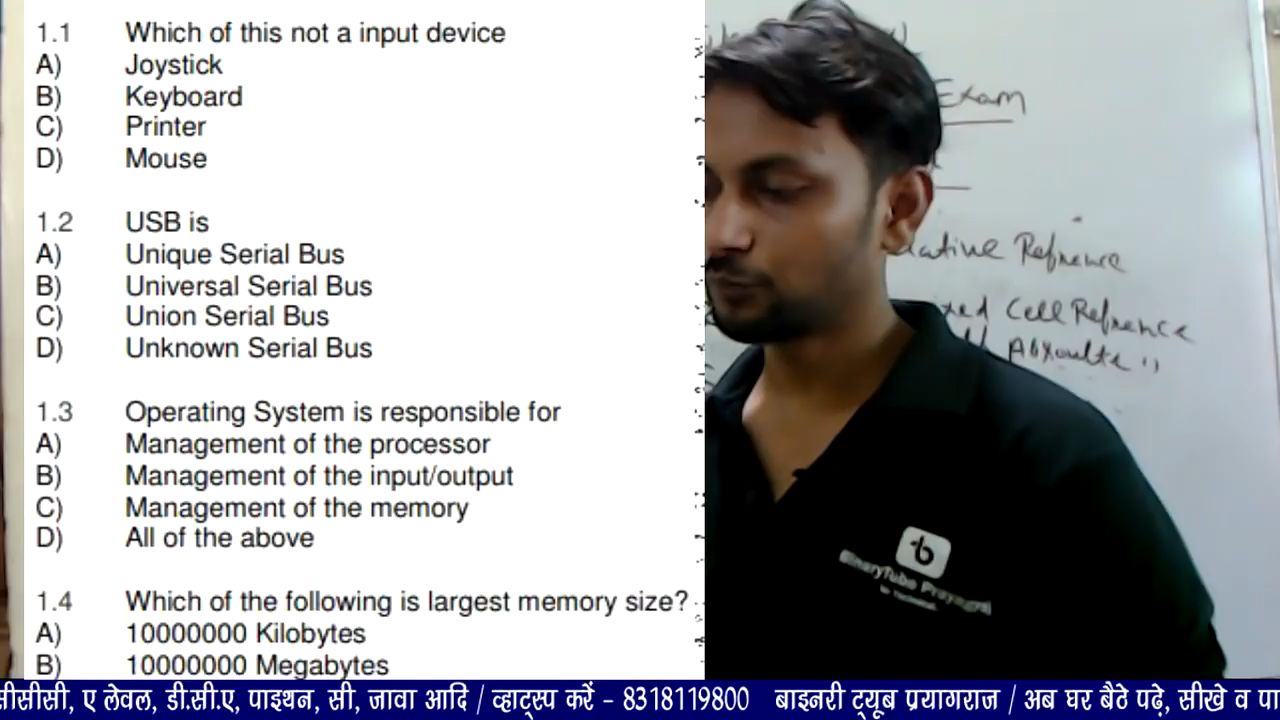 1.1 Which of this not a input device
A) Joystick
B) Keyboard
C) Printer
D) Mouse
1.2 USB is
A) Unique Serial Bus
B) Universal Serial Bus
C) Union Serial Bus
D) Unknown Serial Bus
1.3 Operating System is responsible for
A) Management of the processor
B) Management of the input/output
C) Management of the memory
D) All of the above
1.4 Which of the following is largest memory size?
A) 10000000 Kilobytes
B) 10000000 Megabytes
Exam
Refrence
Cell Refrence
Absoulte "
b
BinaryTube Prayagraj
सीसीसी, ए लेवल, डी.सी.ए, पाइथन, सी, जावा आदि / व्हाट्स्प करें - 8318119800 बाइनरी ट्यूब प्रयागराज / अब घर बैठे पढ़े, सीखे व पा